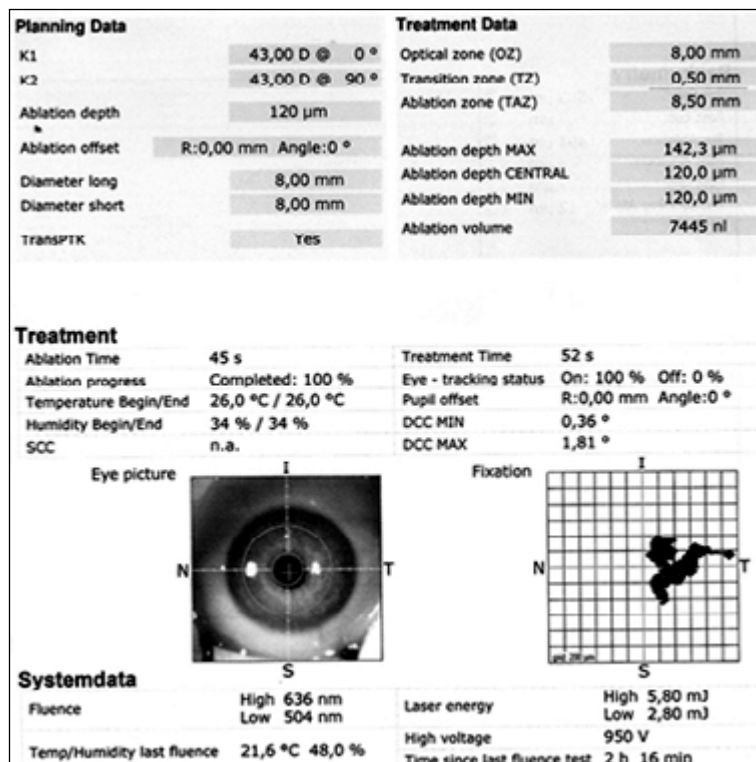 Planning Data
K1 43,00 D @ 0 º
K2 43,00 D @ 90 º
Ablation depth 120 µm
Ablation offset R:0,00 mm Angle:0 º
Diameter long 8,00 mm
Diameter short 8,00 mm
TransPTK Yes
Treatment Data
Optical zone (OZ) 8,00 mm
Transition zone (TZ) 0,50 mm
Ablation zone (TAZ) 8,50 mm
Ablation depth MAX 142,3 µm
Ablation depth CENTRAL 120,0 µm
Ablation depth MIN 120,0 µm
Ablation volume 7445 nl
Treatment
Ablation Time 45 s
Ablation progress Completed: 100 %
Temperature Begin/End 26,0 ºC / 26,0 ºC
Humidity Begin/End 34 % / 34 %
SCC n.a.
Treatment Time 52 s
Eye - tracking status On: 100 % Off: 0 %
Pupil offset R:0,00 mm Angle:0 º
DCC MIN 0,36 º
DCC MAX 1,81 º
Eye picture
I
N T
S
Fixation
I
N T
S
Systemdata
Fluence High 636 nm
Low 504 nm
Temp/Humidity last fluence 21,6 ºC 48,0 %
Laser energy High 5,80 mJ
Low 2,80 mJ
High voltage 950 V
Time since last fluence test 2 h 16 min